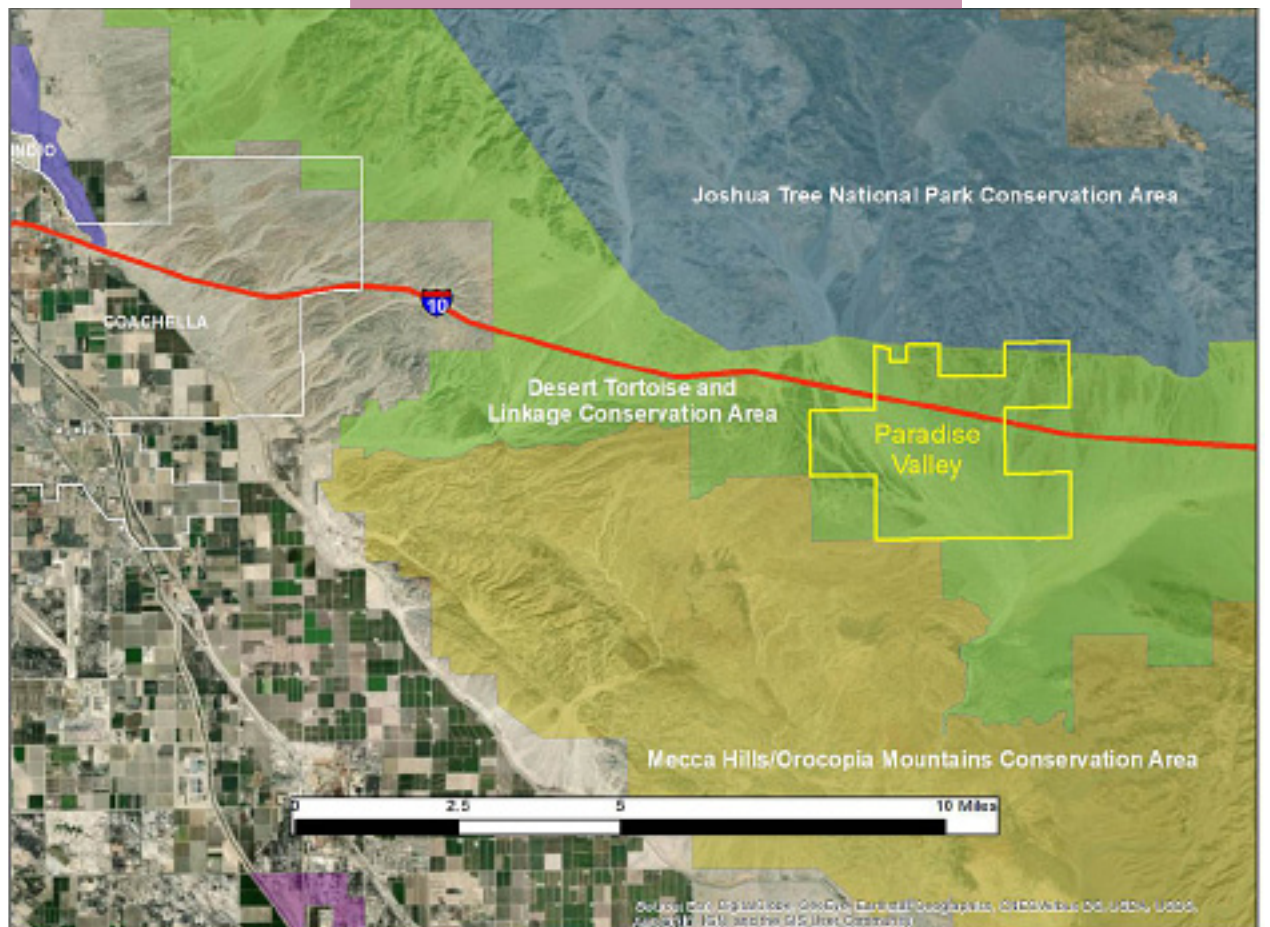 INDIO
Joshua Tree National Park Conservation Area
10
COACHELLA
Desert Tortoise and
Linkage Conservation Area
Paradise
Valley
Mecca Hills/Orocopia Mountains Conservation Area
0 2.5 5 10 Miles